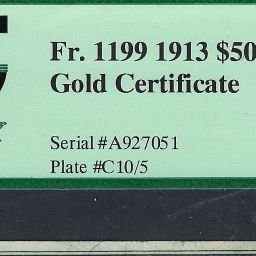 Fr. 1199 1913 $50
Gold Certificate
Serial #A927051
Plate #C10/5